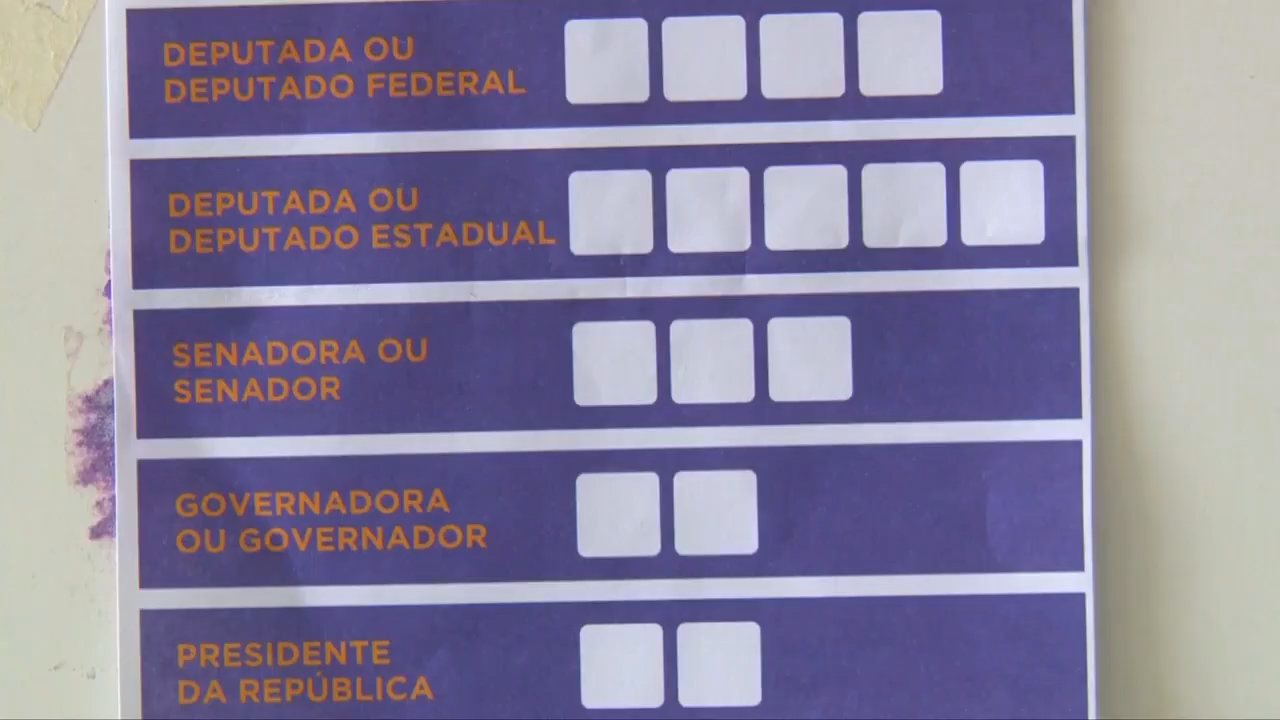 DEPUTADA OU
DEPUTADO FEDERAL
DEPUTADA OU
DEPUTADO ESTADUAL
SENADORA OU
SENADOR
GOVERNADORA
OU GOVERNADOR
PRESIDENTE
DA REPÚBLICA